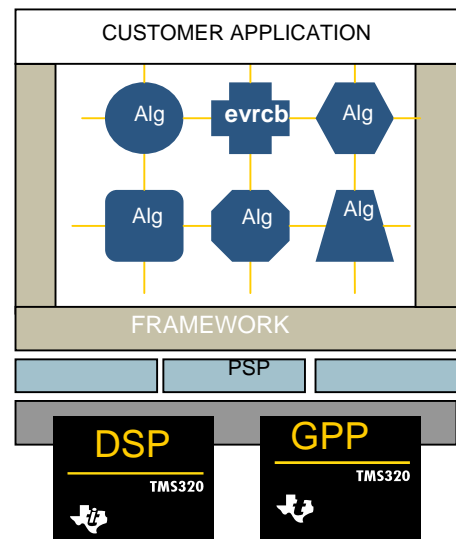 CUSTOMER APPLICATION
Alg
evrcb
Alg
Alg
Alg
Alg
FRAMEWORK
PSP
DSP
TMS320
GPP
TMS320